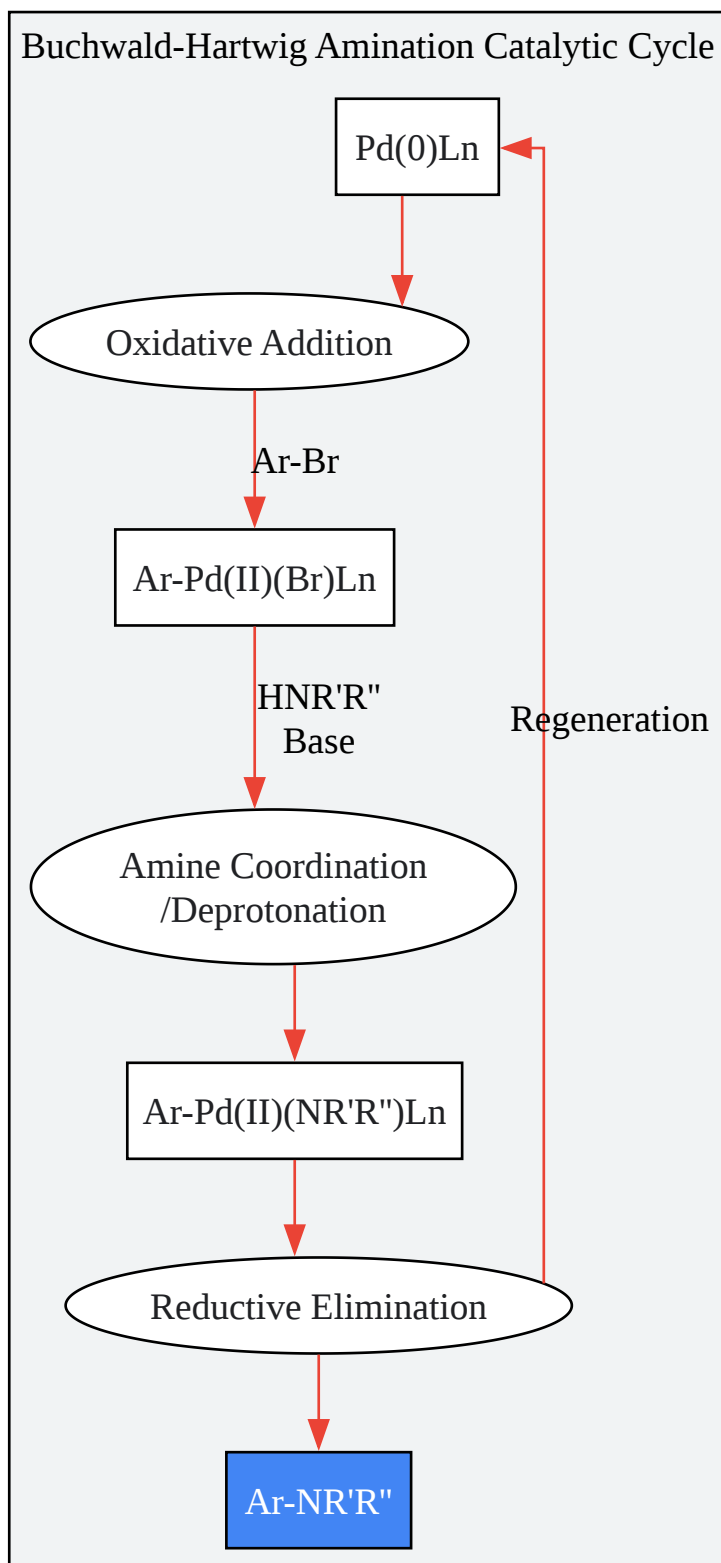 Buchwald-Hartwig Amination Catalytic Cycle
Pd(0)Ln
Oxidative Addition
Ar-Br
Ar-Pd(II)(Br)Ln
HNR'R"
Base
Regeneration
Amine Coordination
/Deprotonation
Ar-Pd(II)(NR'R")Ln
Reductive Elimination
Ar-NR'R"